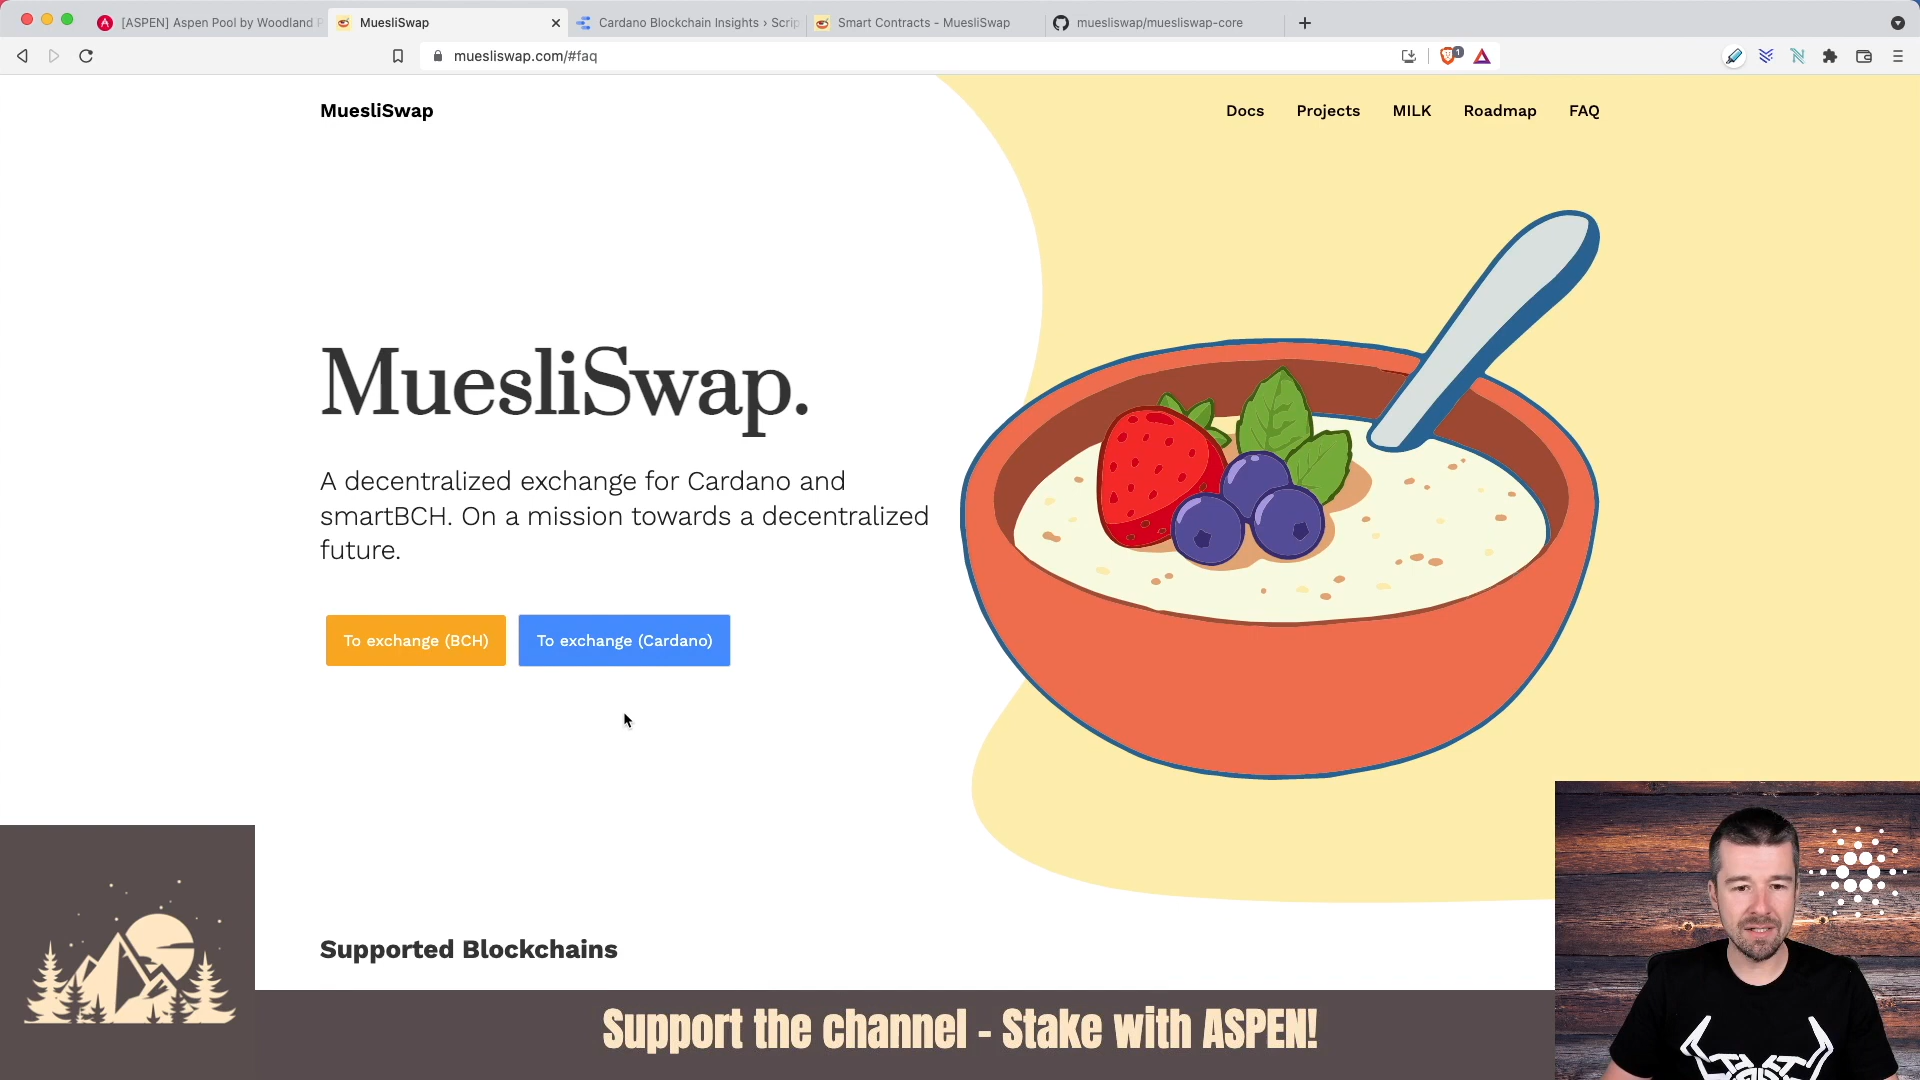 [ASPEN] Aspen Pool by Woodland P
MuesliSwap
Cardano Blockchain Insights › Scrip
Smart Contracts - MuesliSwap
muesliswap/muesliswap-core
muesliswap.com/#faq
1
MuesliSwap
Docs
Projects
MILK
Roadmap
FAQ
MuesliSwap.
A decentralized exchange for Cardano and
smartBCH. On a mission towards a decentralized
future.
To exchange (BCH)
To exchange (Cardano)
Supported Blockchains
Support the channel - Stake with ASPEN!